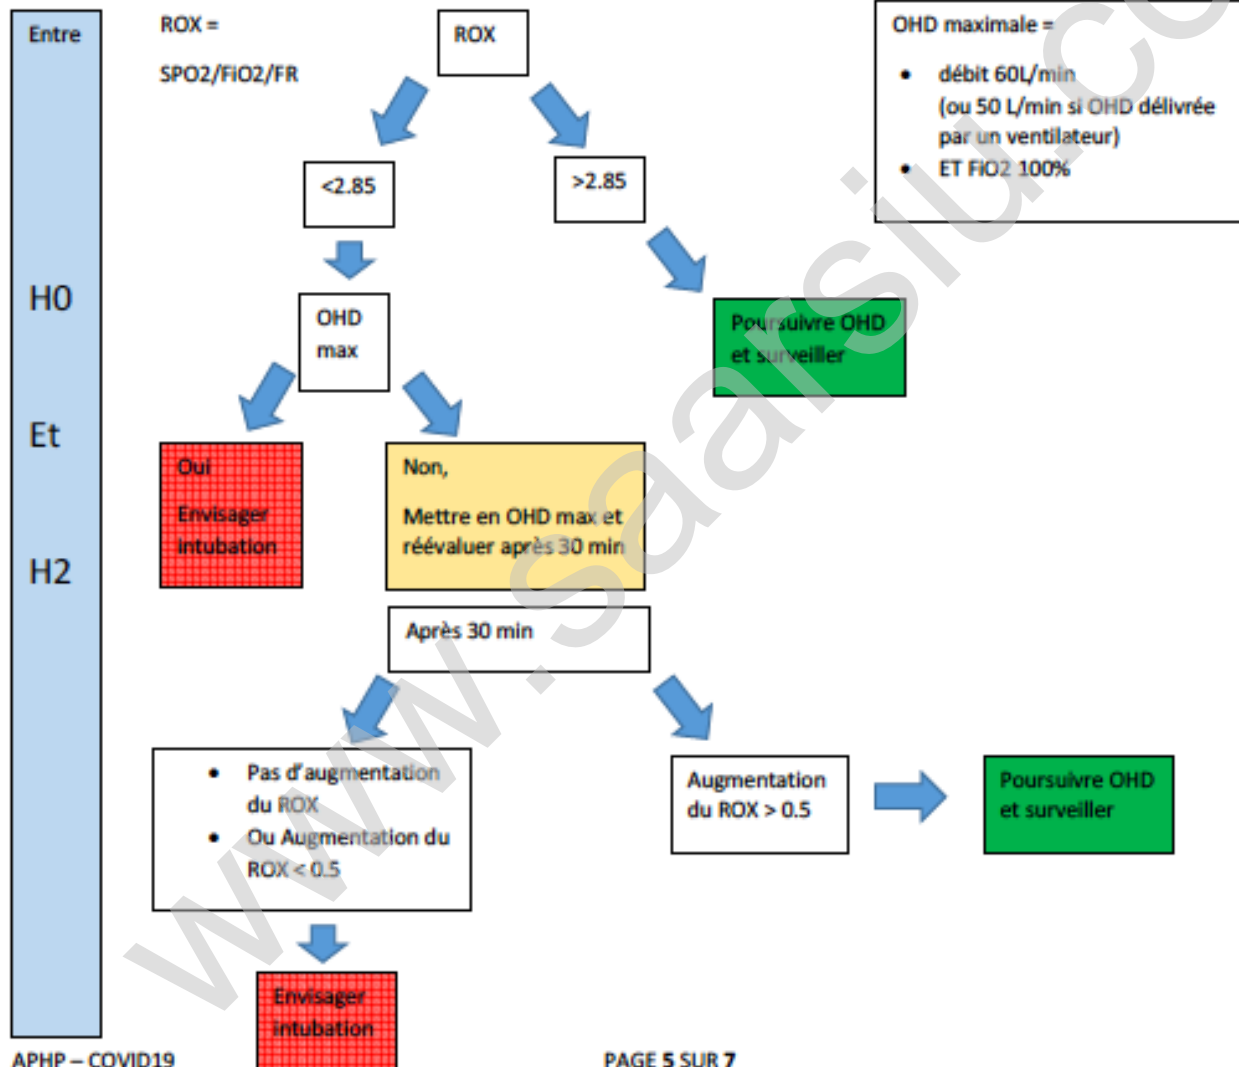 Entre
H0
Et
H2
ROX =
SPO2/FiO2/FR
ROX
OHD maximale =
• débit 60L/min
(ou 50 L/min si OHD délivrée
par un ventilateur)
• ET FiO2 100%
<2.85
>2.85
OHD
max
Poursuivre OHD
et surveiller
Oui
Envisager
intubation
Non,
Mettre en OHD max et
réévaluer après 30 min
Après 30 min
• Pas d'augmentation
du ROX
• Ou Augmentation du
ROX < 0.5
Augmentation
du ROX > 0.5
Poursuivre OHD
et surveiller
Envisager
intubation
APHP – COVID19
PAGE 5 SUR 7
www.saarsiu.co